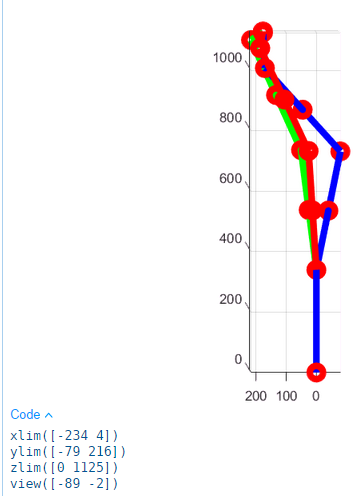 1000
800
600
400
200
0
200 100 0
Code
xlim([-234 4])
ylim([-79 216])
zlim([0 1125])
view([-89 -2])